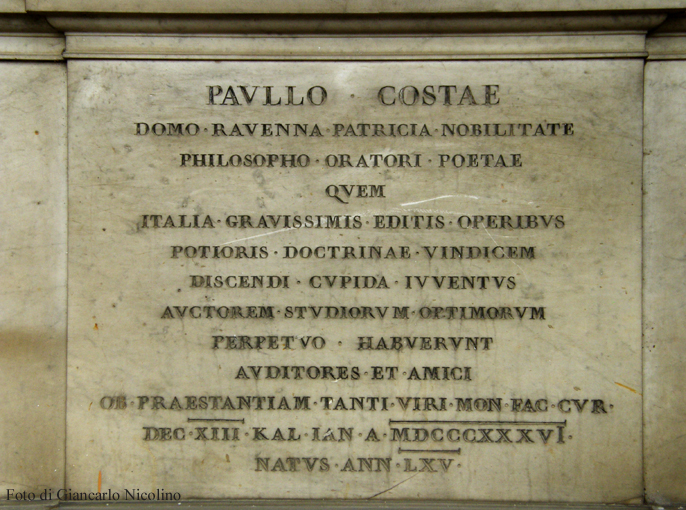 PAVLLO · COSTAE
DOMO · RAVENNA · PATRICIA · NOBILITATE
PHILOSOPHO · ORATORI · POETAE
QVEM
ITALIA · GRAVISSIMIS · EDITIS · OPERIBVS
POTIORIS · DOCTRINAE · VINDICEM
DISCENDI · CVPIDA · IVVENTVS
AVCTOREM · STVDIORVM · OPTIMORVM
PERPETVO · HABVERVNT
AVDITORES · ET · AMICI
OB · PRAESTANTIAM · TANTI · VIRI · MON · FAC · CVR ·
DEC · XIII · KAL · IAN · A · MDCCCXXXVI ·
NATVS · ANN · LXV ·
Foto di Giancarlo Nicolino